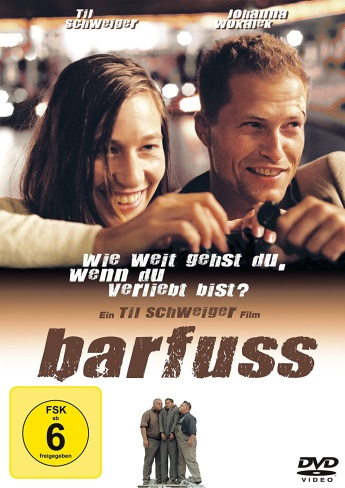 Til
Schweiger
Johanna
Wokalek
Wie weit gehst du,
wenn du
verliebt bist?
Ein Til Schweiger Film
barfuss
FSK
ab
6
freigegeben
DVD
VIDEO